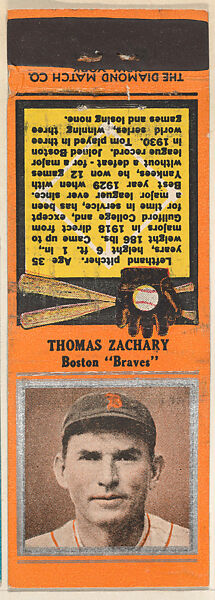 THE DIAMOND MATCH CO.
Lefthand pitcher. Age 35
years, height 6 ft. 1 in.,
weight 186 lbs. Came up to
a major in 1918 direct from
Guilford College and, except
for time in service, has been
a major leaguer ever since.
Best year 1929 when with
Yankees, he won 12 games
without a defeat - for a major
league record. Joined Boston
in 1930. Tom played in three
world series, winning three
games and losing none.
THOMAS ZACHARY
Boston "Braves"
B